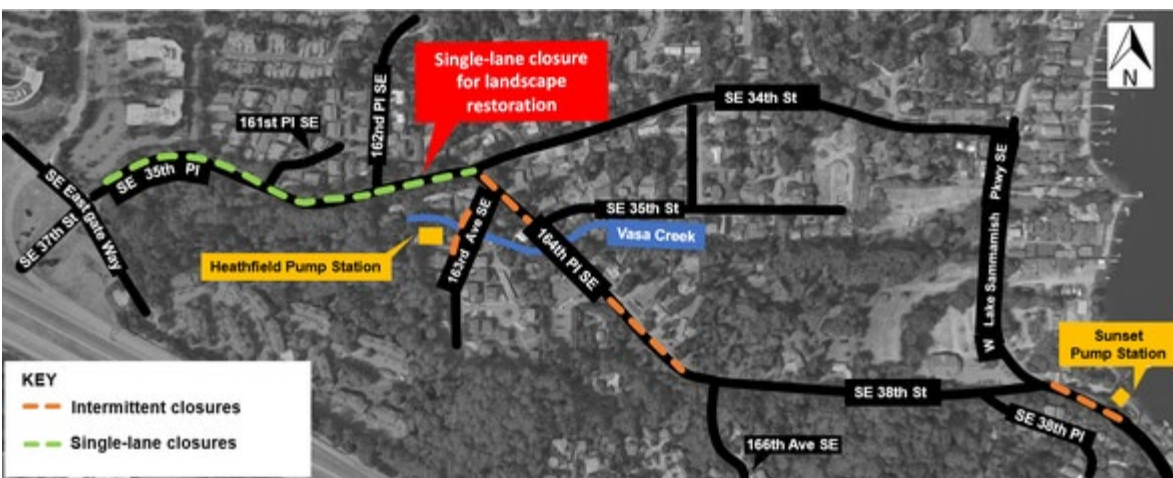 Single-lane closure
for landscape
restoration
N
SE 34th St
162nd Pl SE
161st Pl SE
SE 35th Pl
SE Eastgate Way
SE 37th St
163rd Ave SE
SE 35th St
Vasa Creek
164th Pl SE
Heathfield Pump Station
W Lake Sammamish Pkwy SE
Sunset
Pump Station
SE 38th St
SE 38th Pl
166th Ave SE
KEY
Intermittent closures
Single-lane closures